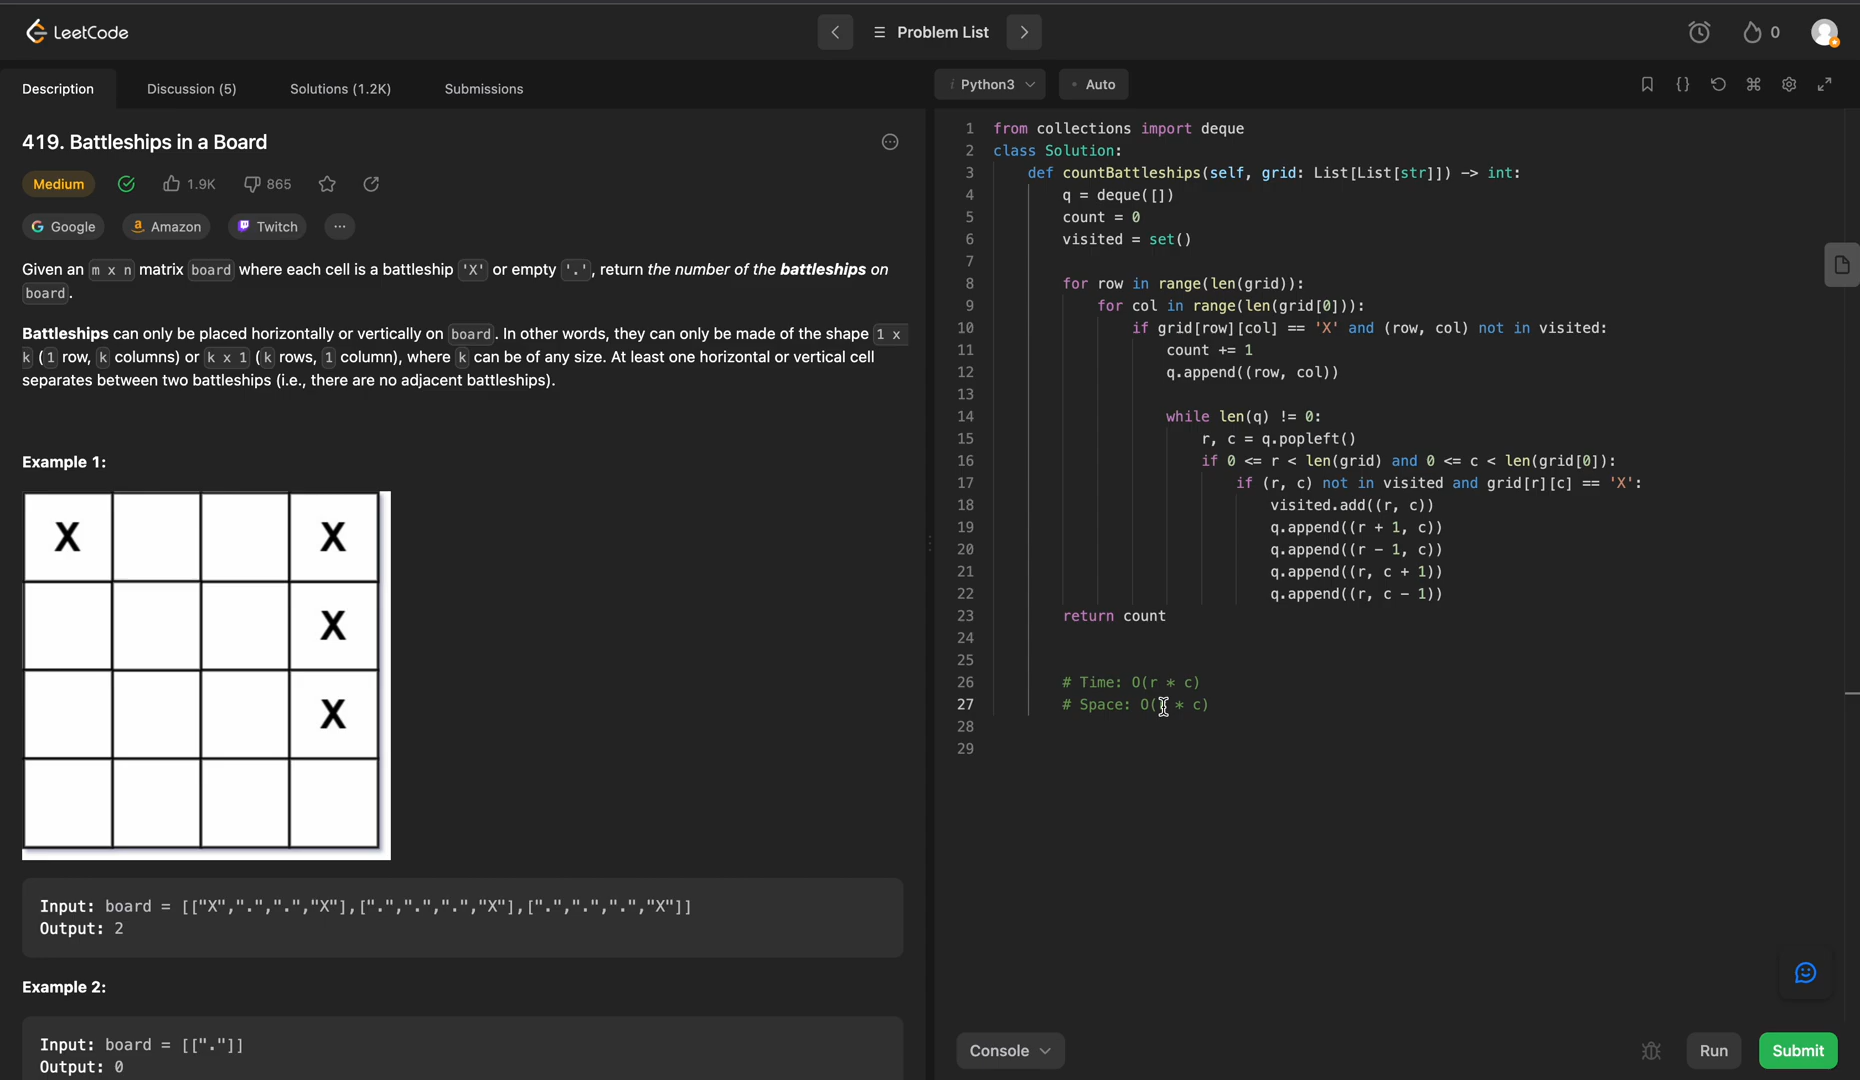 LeetCode
Problem List
0
Description
Discussion (5)
Solutions (1.2K)
Submissions
419. Battleships in a Board
Medium
1.9K
865
Google
Amazon
Twitch
...
Given an m x n matrix board where each cell is a battleship 'X' or empty '.', return the number of the battleships on
board.
Battleships can only be placed horizontally or vertically on board. In other words, they can only be made of the shape 1 x
k (1 row, k columns) or k x 1 (k rows, 1 column), where k can be of any size. At least one horizontal or vertical cell
separates between two battleships (i.e., there are no adjacent battleships).
Example 1:
X X
X
X
Input: board = [["X",".",".","X"],[".",".",".","X"],[".",".",".","X"]]
Output: 2
Example 2:
Input: board = [["."]]
Output: 0
i Python3
Auto
{}
1 from collections import deque
2 class Solution:
3 def countBattleships(self, grid: List[List[str]]) -> int:
4 q = deque([])
5 count = 0
6 visited = set()
7
8 for row in range(len(grid)):
9 for col in range(len(grid[0])):
10 if grid[row][col] == 'X' and (row, col) not in visited:
11 count += 1
12 q.append((row, col))
13
14 while len(q) != 0:
15 r, c = q.popleft()
16 if 0 <= r < len(grid) and 0 <= c < len(grid[0]):
17 if (r, c) not in visited and grid[r][c] == 'X':
18 visited.add((r, c))
19 q.append((r + 1, c))
20 q.append((r - 1, c))
21 q.append((r, c + 1))
22 q.append((r, c - 1))
23 return count
24
25
26 # Time: O(r * c)
27 # Space: O(r * c)
28
29
Console
Run
Submit